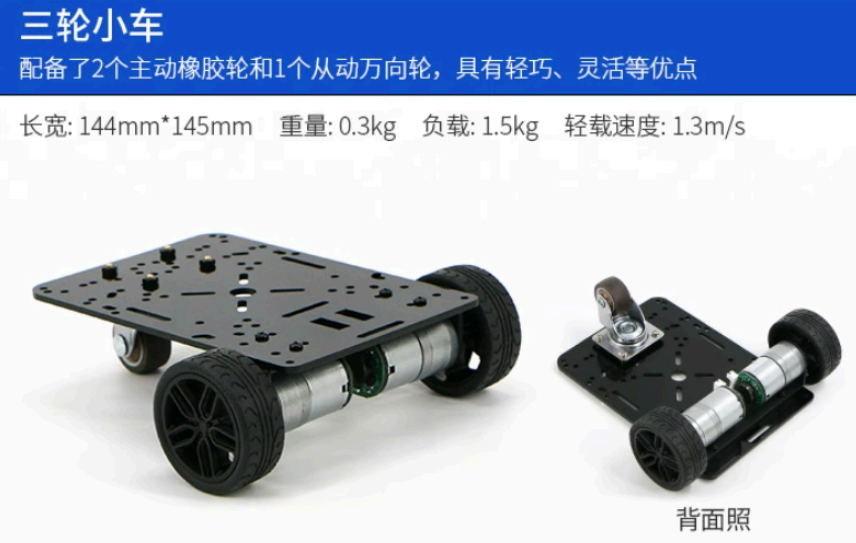 三轮小车
配备了2个主动橡胶轮和1个从动万向轮，具有轻巧、灵活等优点
长宽: 144mm*145mm 重量: 0.3kg 负载: 1.5kg 轻载速度: 1.3m/s
背面照